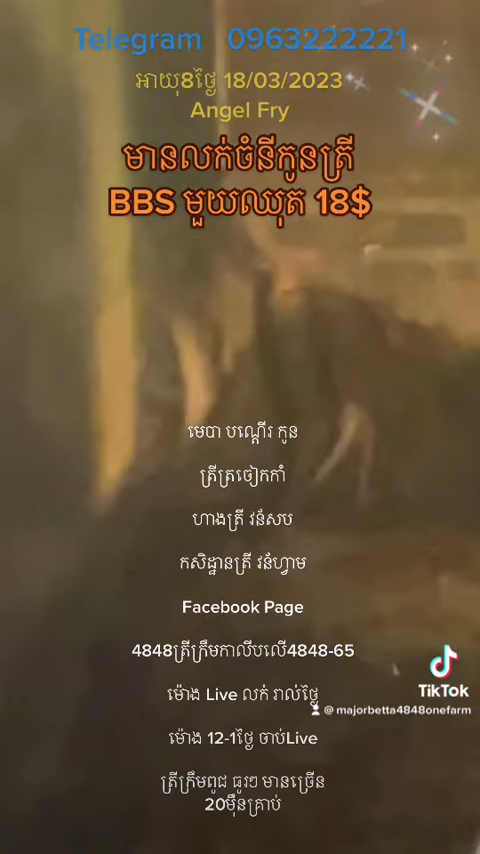 Telegram 0963222221
អាយុ8ថ្ងៃ 18/03/2023
Angel Fry
មានលក់ចំនីកូនត្រី
BBS មួយឈុត 18$
មេបា បណ្ដើរ កូន
ត្រីត្រចៀកកាំ
ហាងត្រី វន័សប
កសិដ្ឋានត្រី វន័ហ្វាម
Facebook Page
4848ត្រីក្រឹមកាលីបលើ4848-65
ម៉ោង Live លក់ រាល់ថ្ងៃ
TikTok
@ majorbetta4848onefarm
ម៉ោង 12-1ថ្ងៃ ចាប់Live
ត្រីក្រឹមពូជ ធូរៗ មានច្រើន
20ម៉ឺនគ្រាប់